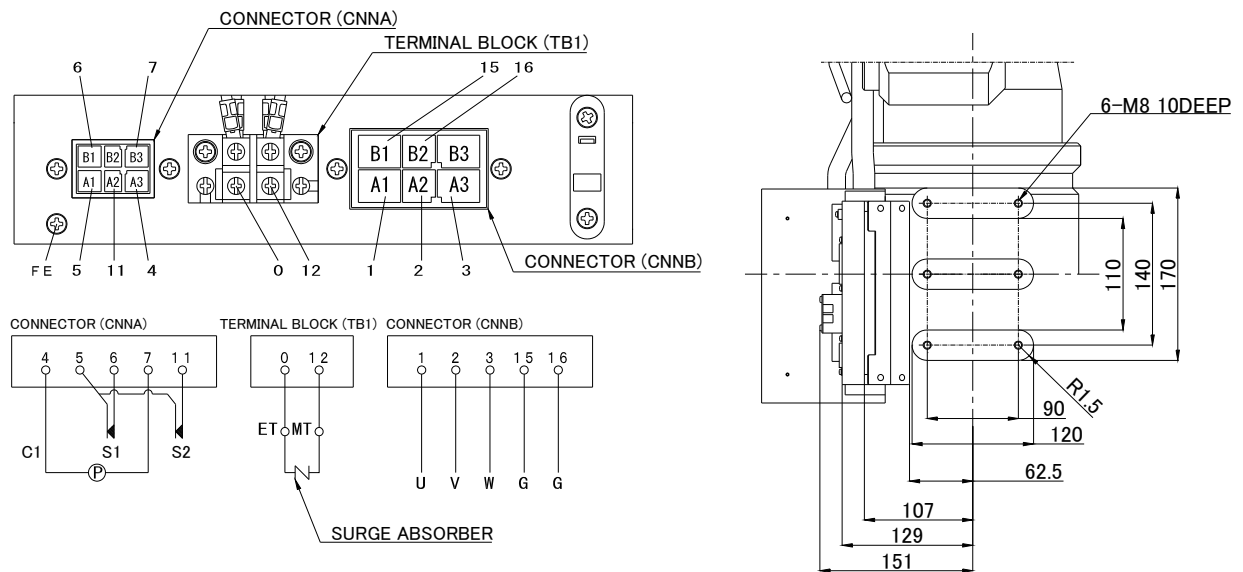 CONNECTOR (CNNA)
TERMINAL BLOCK (TB1)
6 7 15 16
B1 B2 B3
A1 A2 A3
B1 B2 B3
A1 A2 A3
FE 5 11 4 0 12 1 2 3
CONNECTOR (CNNB)
CONNECTOR (CNNA)
4 5 6 7 11
C1 S1 S2
P
TERMINAL BLOCK (TB1)
0 12
ET MT
SURGE ABSORBER
CONNECTOR (CNNB)
1 2 3 15 16
U V W G G
6-M8 10DEEP
110
140
170
R1.5
90
120
62.5
107
129
151